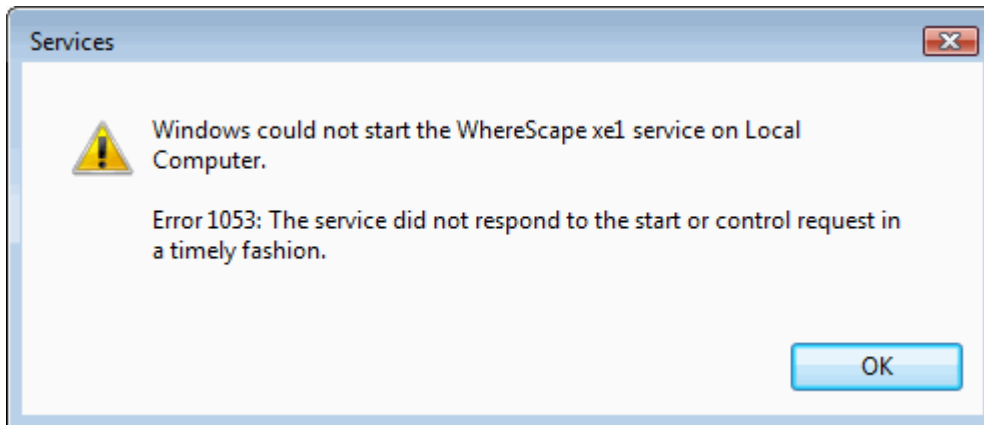 Services
Windows could not start the WhereScape xe1 service on Local
Computer.
Error 1053: The service did not respond to the start or control request in
a timely fashion.
OK